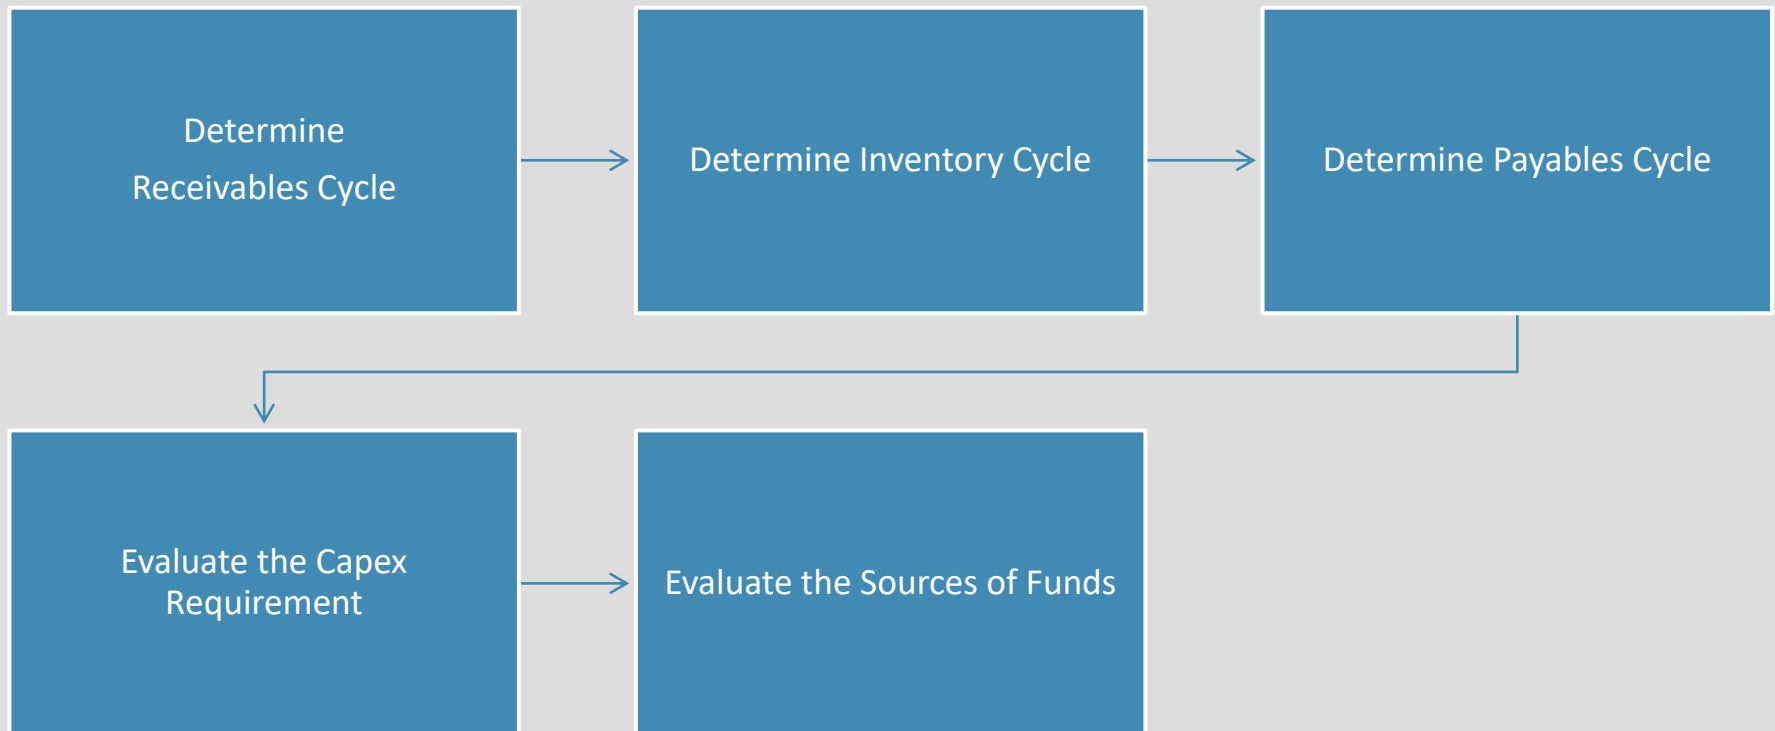 Determine
Receivables Cycle
Determine Inventory Cycle
Determine Payables Cycle
Evaluate the Capex
Requirement
Evaluate the Sources of Funds